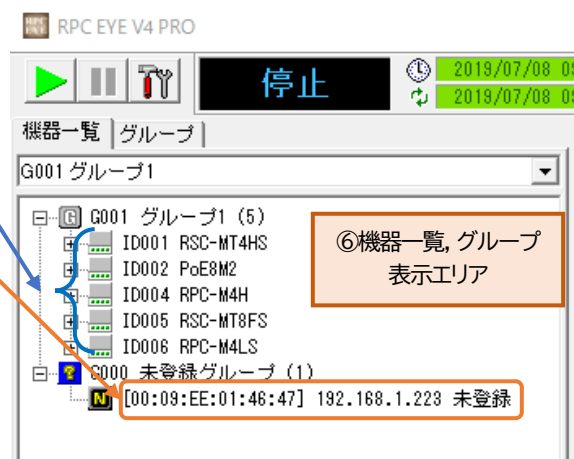 RPC EYE V4 PRO
停止
2019/07/08
2019/07/08
機器一覧 グループ
G001 グループ1
G001 グループ1 (5)
ID001 RSC-MT4HS
ID002 PoE8M2
ID004 RPC-M4H
ID005 RSC-MT8FS
ID006 RPC-M4LS
G000 未登録グループ (1)
N [00:09:EE:01:46:47] 192.168.1.223 未登録
⑥機器一覧, グループ
表示エリア